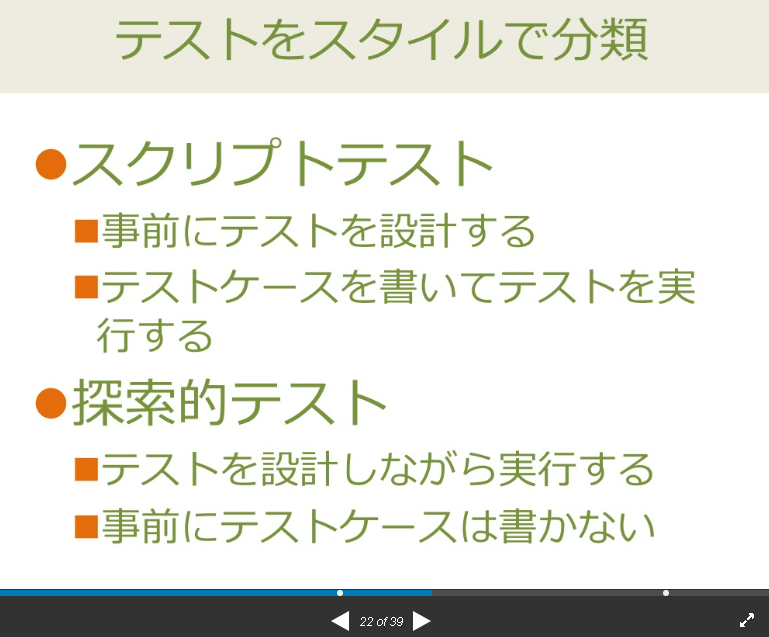 テストをスタイルで分類
●スクリプトテスト
■事前にテストを設計する
■テストケースを書いてテストを実
行する
●探索的テスト
■テストを設計しながら実行する
■事前にテストケースは書かない
22 of 39